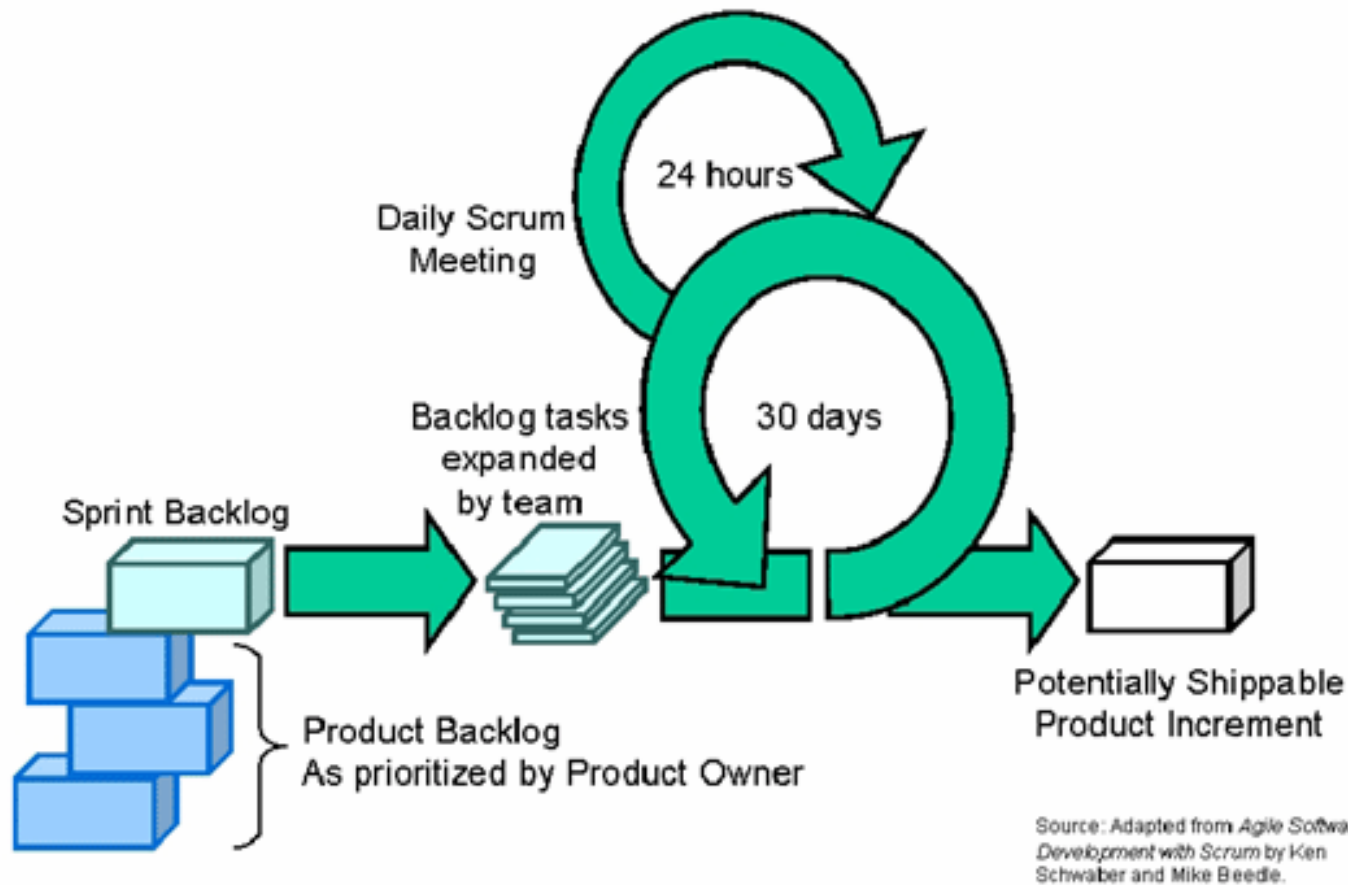 24 hours
Daily Scrum
Meeting
Backlog tasks
expanded
by team
30 days
Sprint Backlog
Potentially Shippable
Product Increment
Product Backlog
As prioritized by Product Owner
Source: Adapted from Agile Softwa
Development with Scrum by Ken
Schwaber and Mike Beedle.